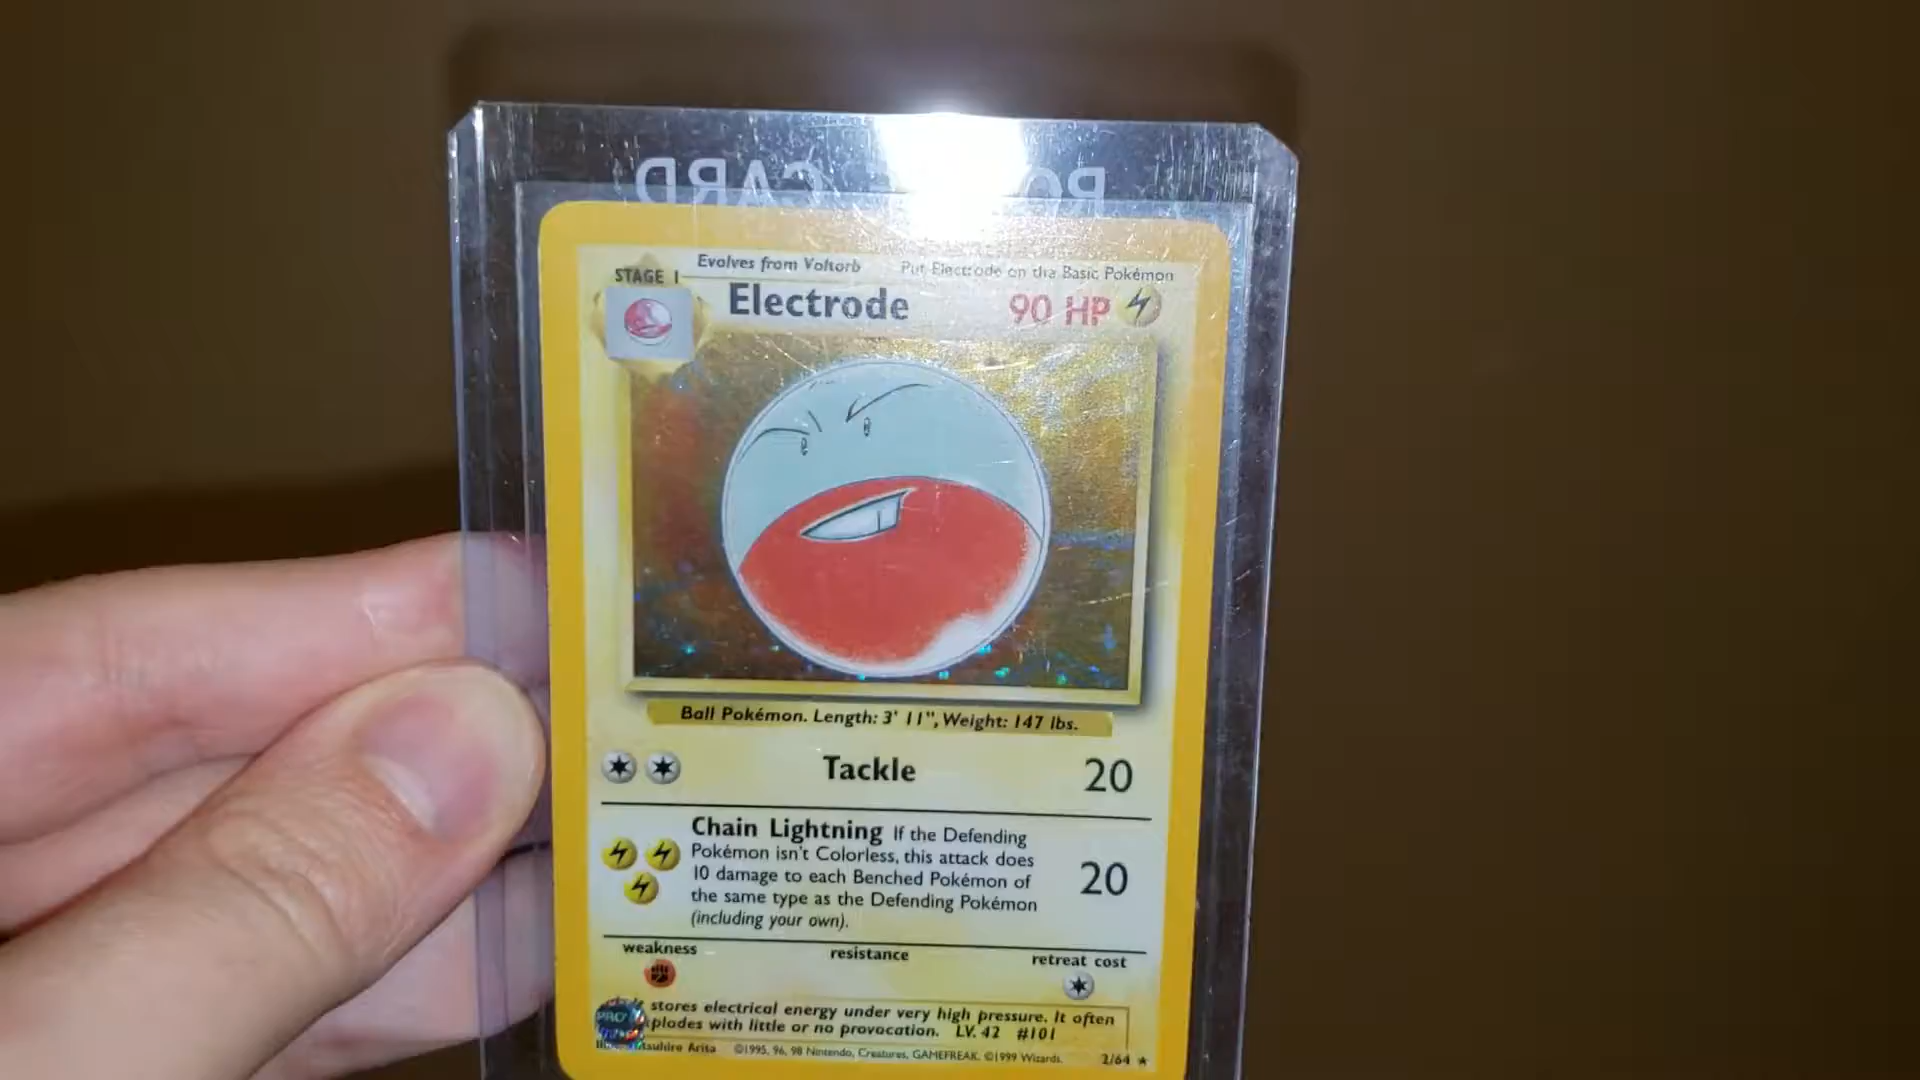 Evolves from Voltorb
Put Electrode on the Basic Pokémon
STAGE 1
Electrode
90 HP
Ball Pokémon. Length: 3' 11", Weight: 147 lbs.
Tackle 20
Chain Lightning If the Defending
Pokémon isn't Colorless, this attack does
10 damage to each Benched Pokémon of
the same type as the Defending Pokémon
(including your own).
20
weakness
resistance
retreat cost
stores electrical energy under very high pressure. It often
xplodes with little or no provocation. LV. 42 #101
PRO
Arita ©1995, 96, 98 Nintendo, Creatures, GAMEFREAK. ©1999 Wizards. 2/64